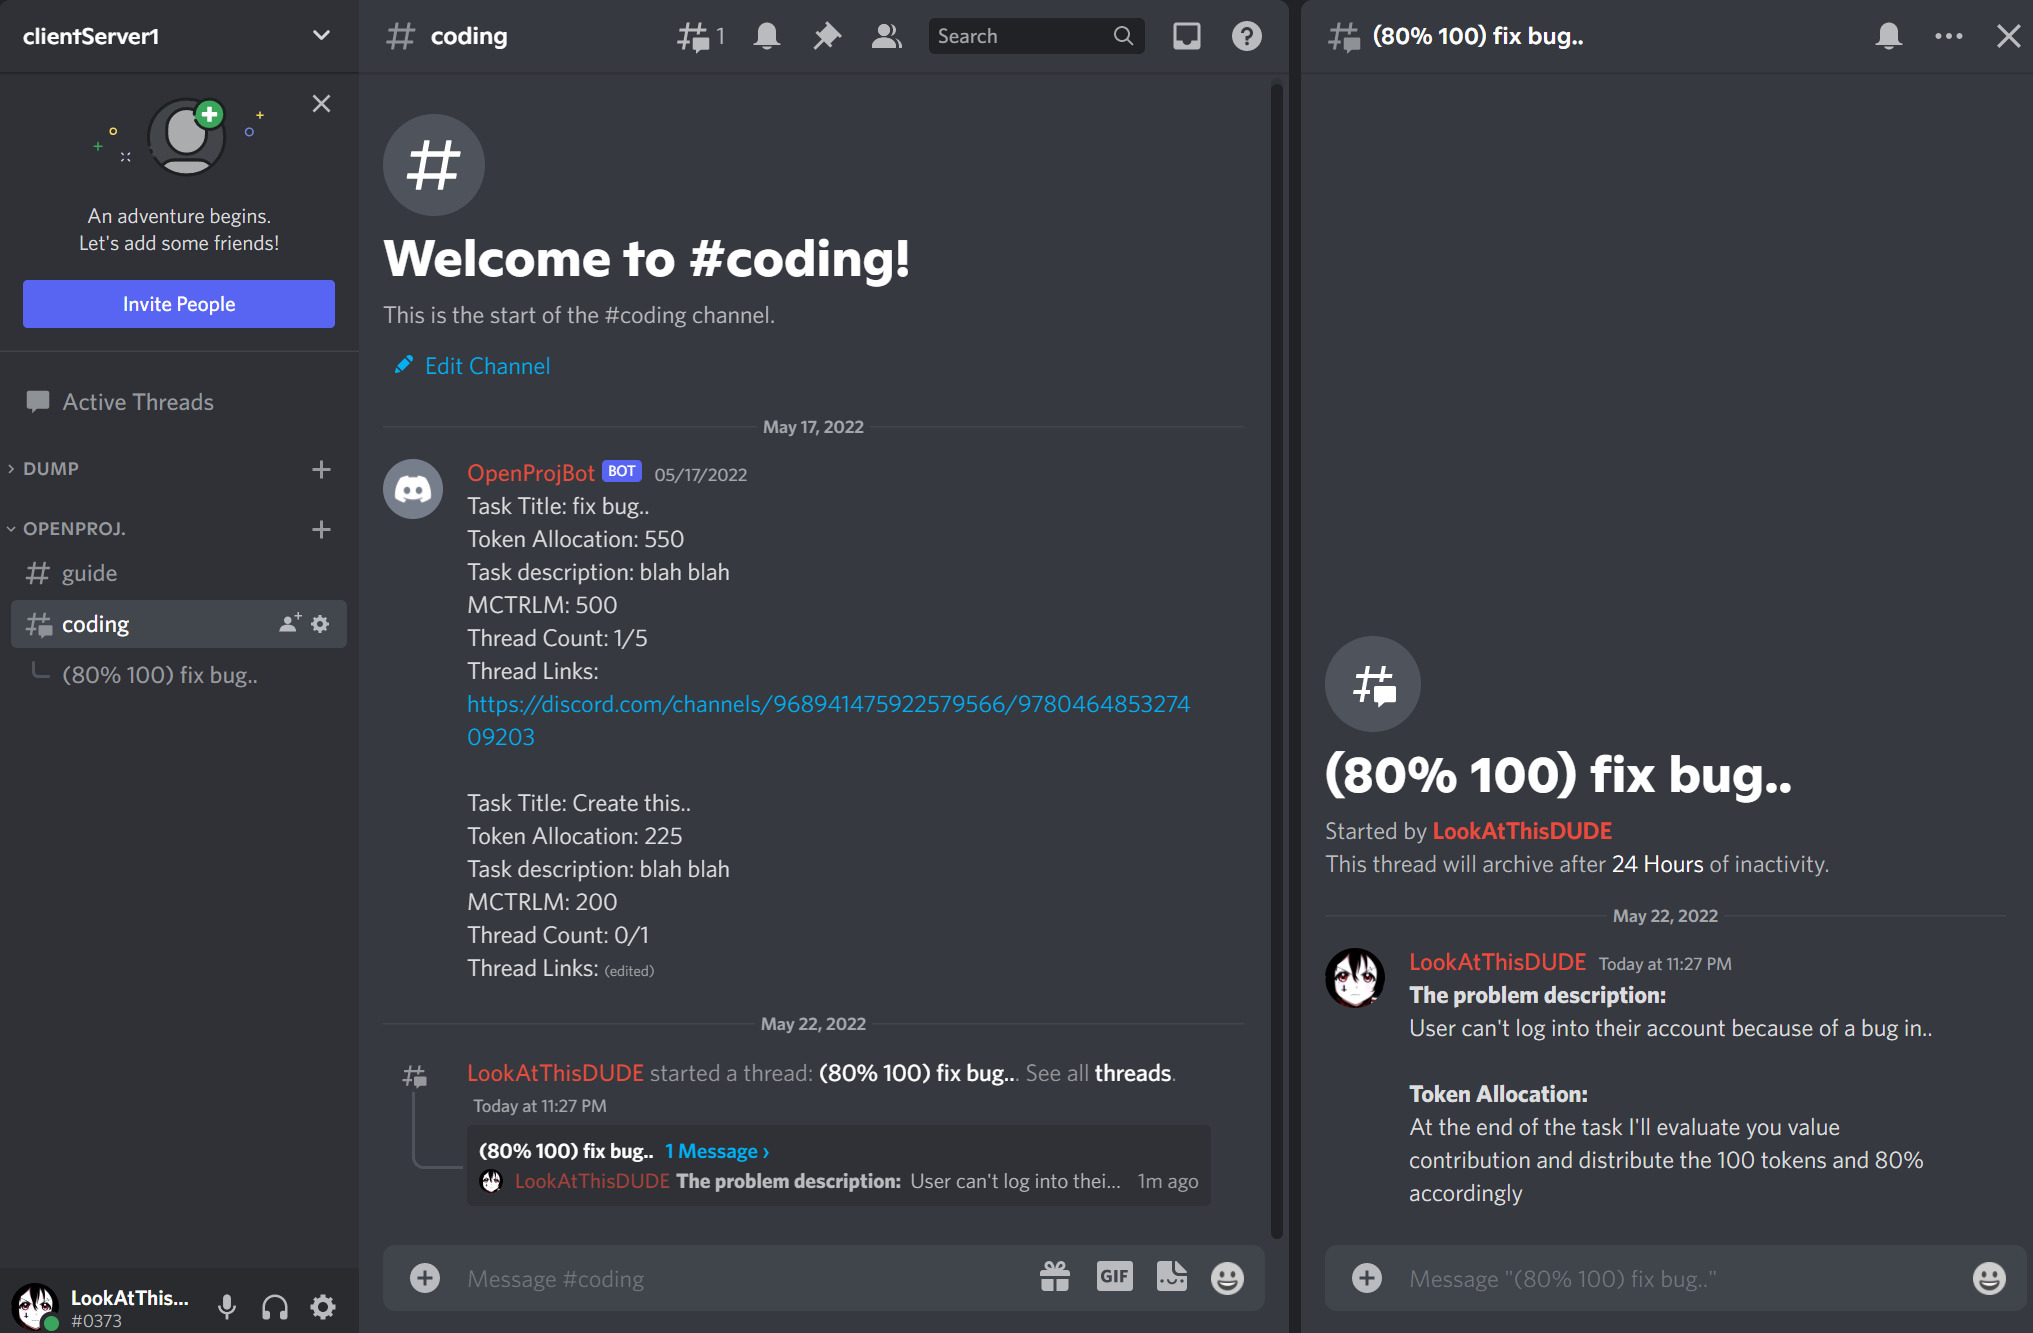 clientServer1
An adventure begins.
Let's add some friends!
Invite People
Active Threads
DUMP
OPENPROJ.
guide
coding
(80% 100) fix bug..
LookAtThis...
#0373
coding
1
Search
Welcome to #coding!
This is the start of the #coding channel.
Edit Channel
May 17, 2022
OpenProjBot BOT 05/17/2022
Task Title: fix bug..
Token Allocation: 550
Task description: blah blah
MCTRLM: 500
Thread Count: 1/5
Thread Links:
https://discord.com/channels/968941475922579566/9780464853274
09203
Task Title: Create this..
Token Allocation: 225
Task description: blah blah
MCTRLM: 200
Thread Count: 0/1
Thread Links: (edited)
May 22, 2022
LookAtThisDUDE started a thread: (80% 100) fix bug... See all threads.
Today at 11:27 PM
(80% 100) fix bug.. 1 Message ›
LookAtThisDUDE The problem description: User can't log into thei... 1m ago
Message #coding
GIF
(80% 100) fix bug..
(80% 100) fix bug..
Started by LookAtThisDUDE
This thread will archive after 24 Hours of inactivity.
May 22, 2022
LookAtThisDUDE Today at 11:27 PM
The problem description:
User can't log into their account because of a bug in..
Token Allocation:
At the end of the task I'll evaluate you value
contribution and distribute the 100 tokens and 80%
accordingly
Message "(80% 100) fix bug.."